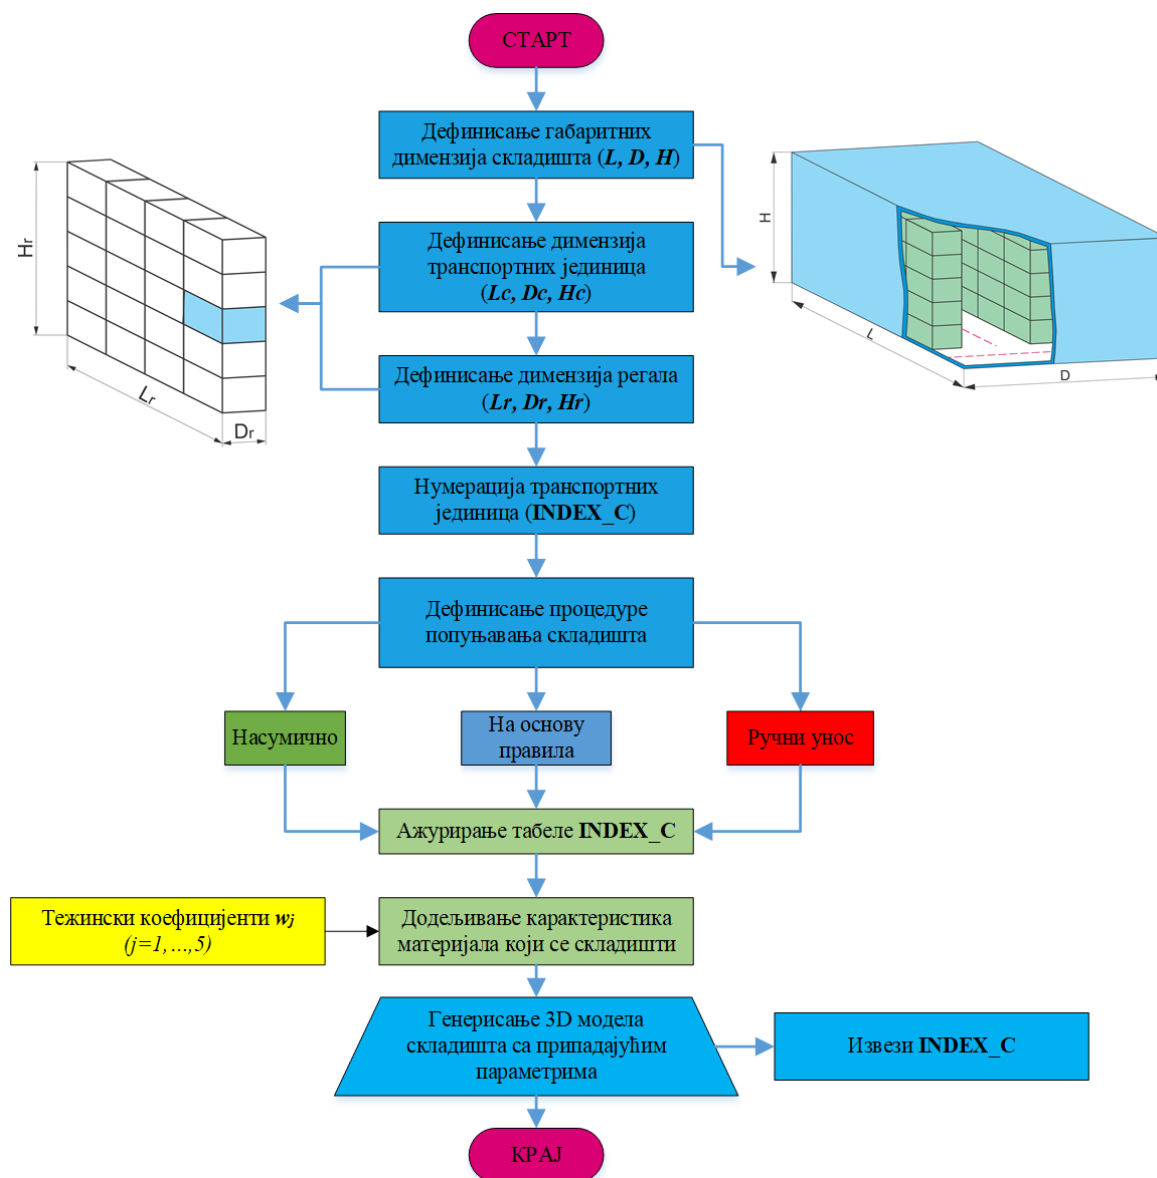 СТАРТ
Дефинисање габаритних
димензија складишта (L, D, H)
Дефинисање димензија
транспортних јединица
(Lc, Dc, Hc)
Hr
Lr
Dr
H
L
D
Дефинисање димензија регала
(Lr, Dr, Hr)
Нумерација транспортних
јединица (INDEX_C)
Дефинисање процедуре
попуњавања складишта
Насумично
На основу
правила
Ручни унос
Ажурирање табеле INDEX_C
Тежински коефицијенти wj
(j=1,...,5)
Додељивање карактеристика
материјала који се складишти
Генерисање 3D модела
складишта са припадајућим
параметрима
Извези INDEX_C
КРАЈ